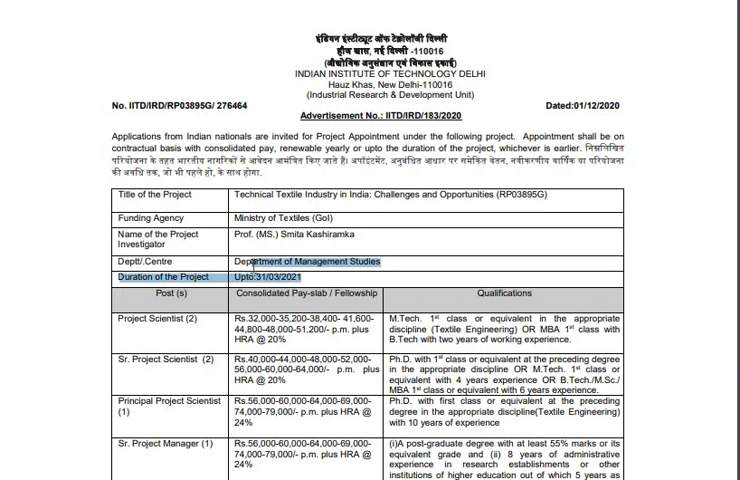 इंडियन इंस्टीट्यूट ऑफ टेक्नोलॉजी दिल्ली
हौज खास, नई दिल्ली -110016
(औद्योगिक अनुसंधान एवं विकास इकाई)
INDIAN INSTITUTE OF TECHNOLOGY DELHI
Hauz Khas, New Delhi-110016
(Industrial Research & Development Unit)
No. IITD/IRD/RP03895G/ 276464 Dated:01/12/2020
Advertisement No.: IITD/IRD/183/2020
Applications from Indian nationals are invited for Project Appointment under the following project. Appointment shall be
on contractual basis with consolidated pay, renewable yearly or upto the duration of the project, whichever is earlier. निम्नलिखित
परियोजना के तहत भारतीय नागरिकों से आवेदन आमंत्रित किए जाते हैं। अपॉइंटमेंट, अनुबंधित आधार पर समेकित वेतन, नवीकरणीय वार्षिक या परियोजना
की अवधि तक, जो भी पहले हो, के साथ होगा.
Title of the Project Technical Textile Industry in India: Challenges and Opportunities (RP03895G)
Funding Agency Ministry of Textiles (GoI)
Name of the Project Prof. (MS.) Smita Kashiramka
Investigator
Deptt/.Centre Department of Management Studies
Duration of the Project Upto:31/03/2021
Post (s) Consolidated Pay-slab / Fellowship Qualifications
Project Scientist (2) Rs.32,000-35,200-38,400- 41,600- M.Tech. 1st class or equivalent in the appropriate
44,800-48,000-51,200/- p.m. plus discipline (Textile Engineering) OR MBA 1st class with
HRA @ 20% B.Tech with two years of working experience.
Sr. Project Scientist (2) Rs.40,000-44,000-48,000-52,000- Ph.D. with 1st class or equivalent at the preceding degree
56,000-60,000-64,000/- p.m. plus in the appropriate discipline OR M.Tech. 1st class or
HRA @ 20% equivalent with 4 years experience OR B.Tech./M.Sc./
MBA 1st class or equivalent with 6 years experience.
Principal Project Scientist Rs.56,000-60,000-64,000-69,000- Ph.D. with first class or equivalent at the preceding
(1) 74,000-79,000/- p.m. plus HRA @ degree in the appropriate discipline(Textile Engineering)
24% with 10 years of experience
Sr. Project Manager (1) Rs.56,000-60,000-64,000-69,000- (i)A post-graduate degree with at least 55% marks or its
74,000-79,000/- p.m. plus HRA @ equivalent grade and (ii) 8 years of administrative
24% experience in research establishments or other
institutions of higher education out of which 5 years as